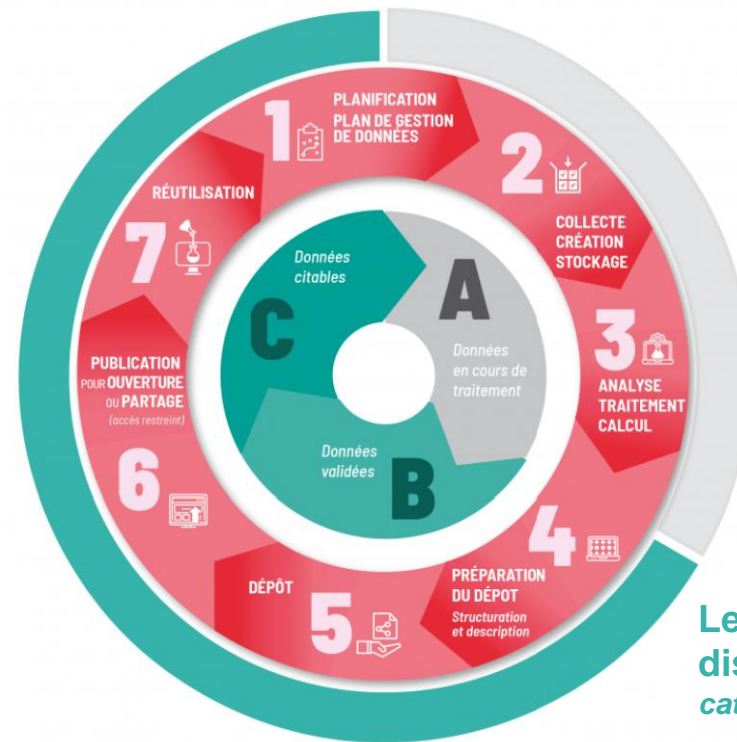 1
PLANIFICATION
PLAN DE GESTION
DE DONNÉES
2
COLLECTE
CRÉATION
STOCKAGE
3
ANALYSE
TRAITEMENT
CALCUL
4
PRÉPARATION
DU DÉPOT
Structuration
et description
5
DÉPÔT
6
PUBLICATION
POUR OUVERTURE
OU PARTAGE
(accès restreint)
7
RÉUTILISATION
A
Données
en cours de
traitement
B
Données
validées
C
Données
citables
Le
dis
cat